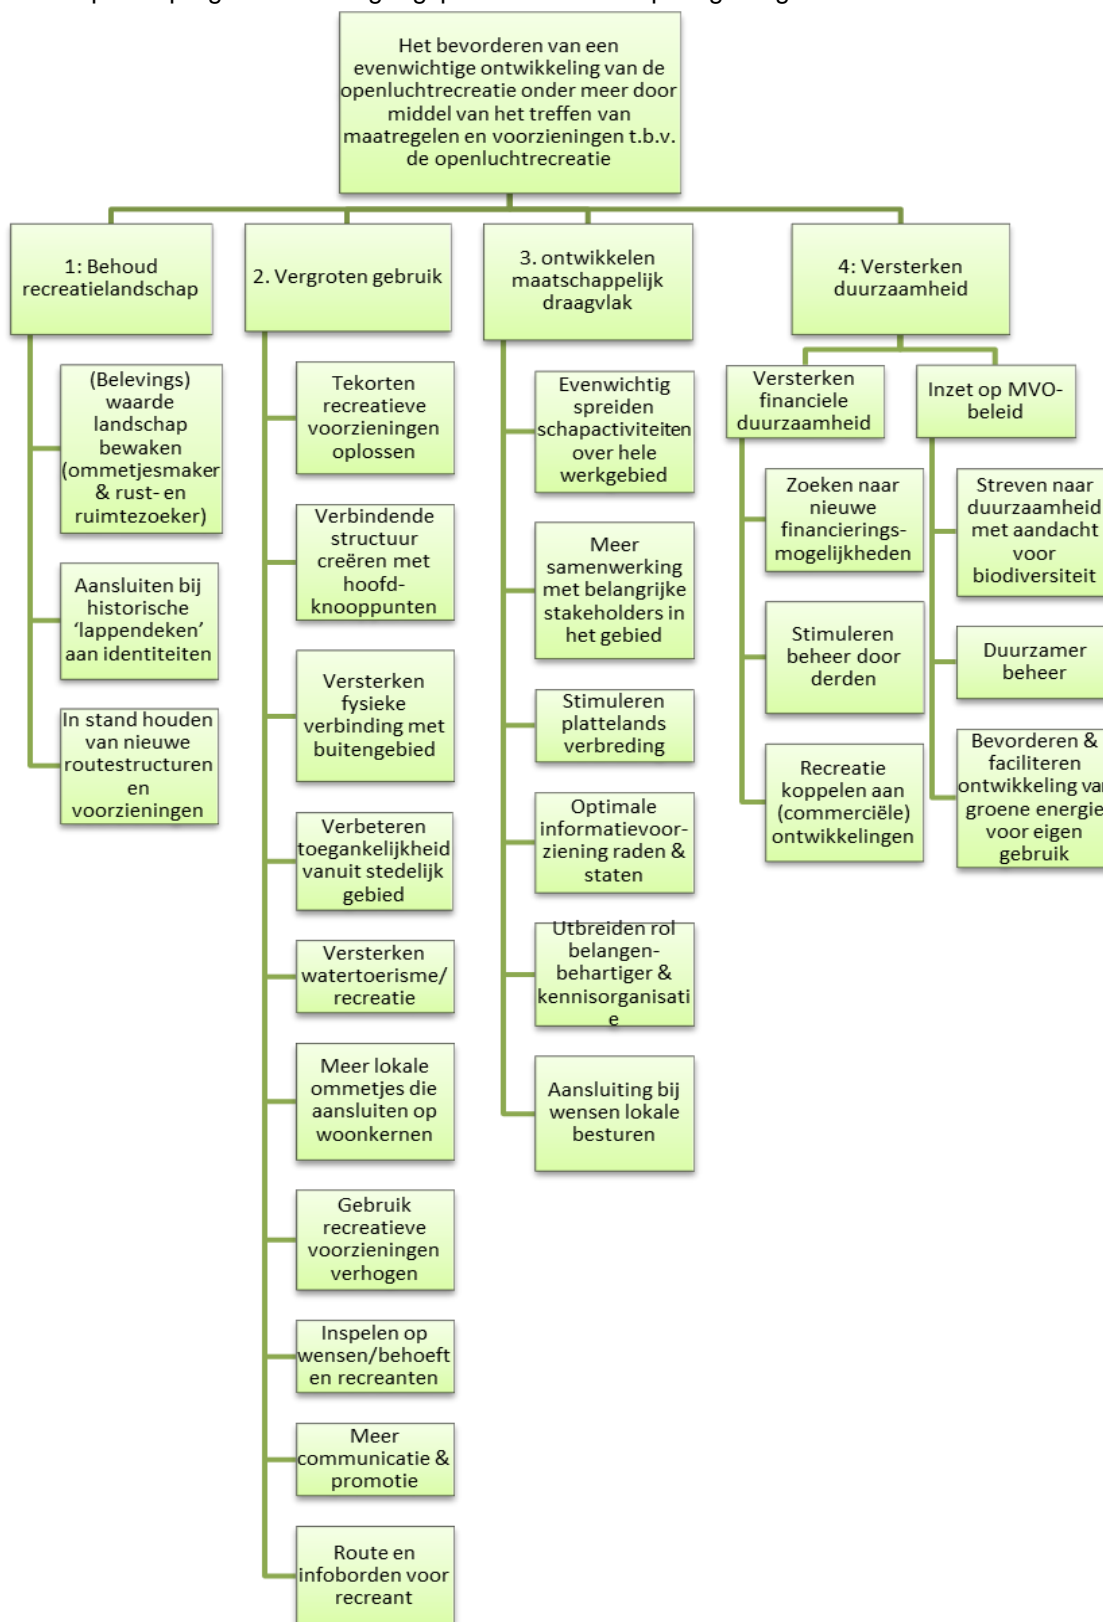 Het bevorderen van een
evenwichtige ontwikkeling van de
openluchtrecreatie onder meer door
middel van het treffen van
maatregelen en voorzieningen t.b.v.
de openluchtrecreatie
1: Behoud
recreatielandschap
(Belevings)
waarde
landschap
bewaken
(ommetjesmaker
& rust- en
ruimtezoeker)
Aansluiten bij
historische
‘lappendeken’
aan identiteiten
In stand houden
van nieuwe
routestructuren
en
voorzieningen
2. Vergroten gebruik
Tekorten
recreatieve
voorzieningen
oplossen
Verbindende
structuur
creëren met
hoofd-
knooppunten
Versterken
fysieke
verbinding met
buitengebied
Verbeteren
toegankelijkheid
vanuit stedelijk
gebied
Versterken
watertoerisme/
recreatie
Meer lokale
ommetjes die
aansluiten op
woonkernen
Gebruik
recreatieve
voorzieningen
verhogen
Inspelen op
wensen/behoeft
en recreanten
Meer
communicatie &
promotie
Route en
infoborden voor
recreant
3. ontwikkelen
maatschappelijk
draagvlak
Evenwichtig
spreiden
schapactiviteiten
over hele
werkgebied
Meer
samenwerking
met belangrijke
stakeholders in
het gebied
Stimuleren
plattelands
verbreding
Optimale
informatievoor-
ziening raden &
staten
Utbreiden rol
belangen-
behartiger &
kennisorganisati
e
Aansluiting bij
wensen lokale
besturen
4: Versterken
duurzaamheid
Versterken
financiele
duurzaamheid
Zoeken naar
nieuwe
financierings-
mogelijkheden
Stimuleren
beheer door
derden
Recreatie
koppelen aan
(commerciële)
ontwikkelingen
Inzet op MVO-
beleid
Streven naar
duurzaamheid
met aandacht
voor
biodiversiteit
Duurzamer
beheer
Bevorderen &
faciliteren
ontwikkeling van
groene energie
voor eigen
gebruik